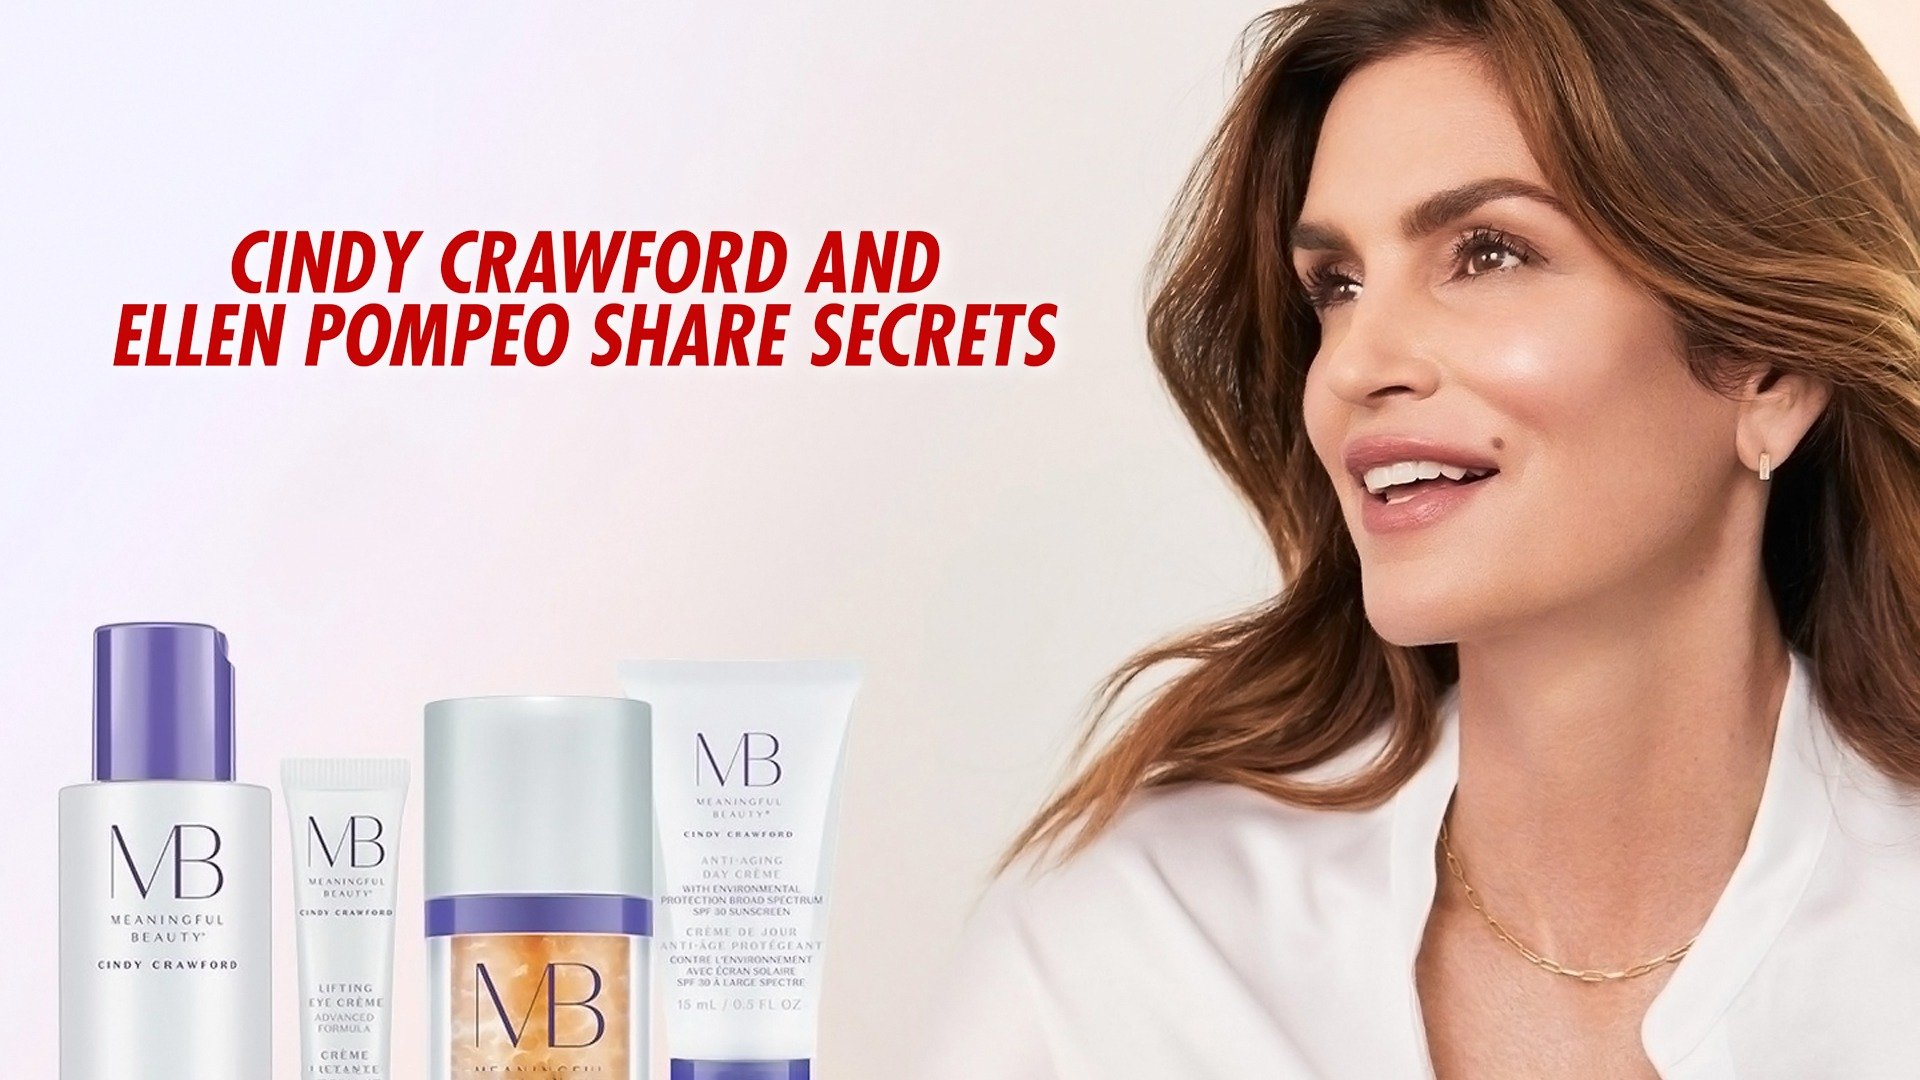 CINDY CRAWFORD AND
ELLEN POMPEO SHARE SECRETS
MB
MEANINGFUL
BEAUTY®
CINDY CRAWFORD
MB
MEANINGFUL
BEAUTY®
CINDY CRAWFORD
LIFTING
EYE CRÈME
ADVANCED
FORMULA
CRÈME
MB
MEANINGFUL
MB
MEANINGFUL
BEAUTY®
CINDY CRAWFORD
ANTI-AGING
DAY CRÈME
WITH ENVIRONMENTAL
PROTECTION BROAD SPECTRUM
SPF 30 SUNSCREEN
CRÈME DE JOUR
ANTI-ÂGE PROTÉGEANT
CONTRE L'ENVIRONNEMENT
AVEC ÉCRAN SOLAIRE
SPF 30 À LARGE SPECTRE
15 mL / 0.5 FL OZ